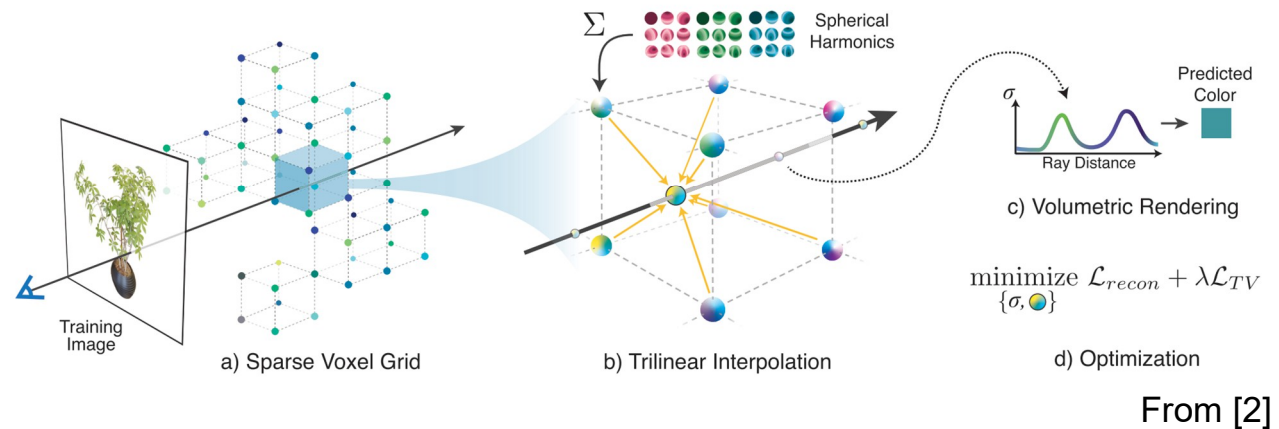 Training
Image
a) Sparse Voxel Grid
Σ
Spherical
Harmonics
b) Trilinear Interpolation
σ
Ray Distance
Predicted
Color
c) Volumetric Rendering
minimize ℒ_recon + λℒ_TV
{σ, }
d) Optimization
From [2]